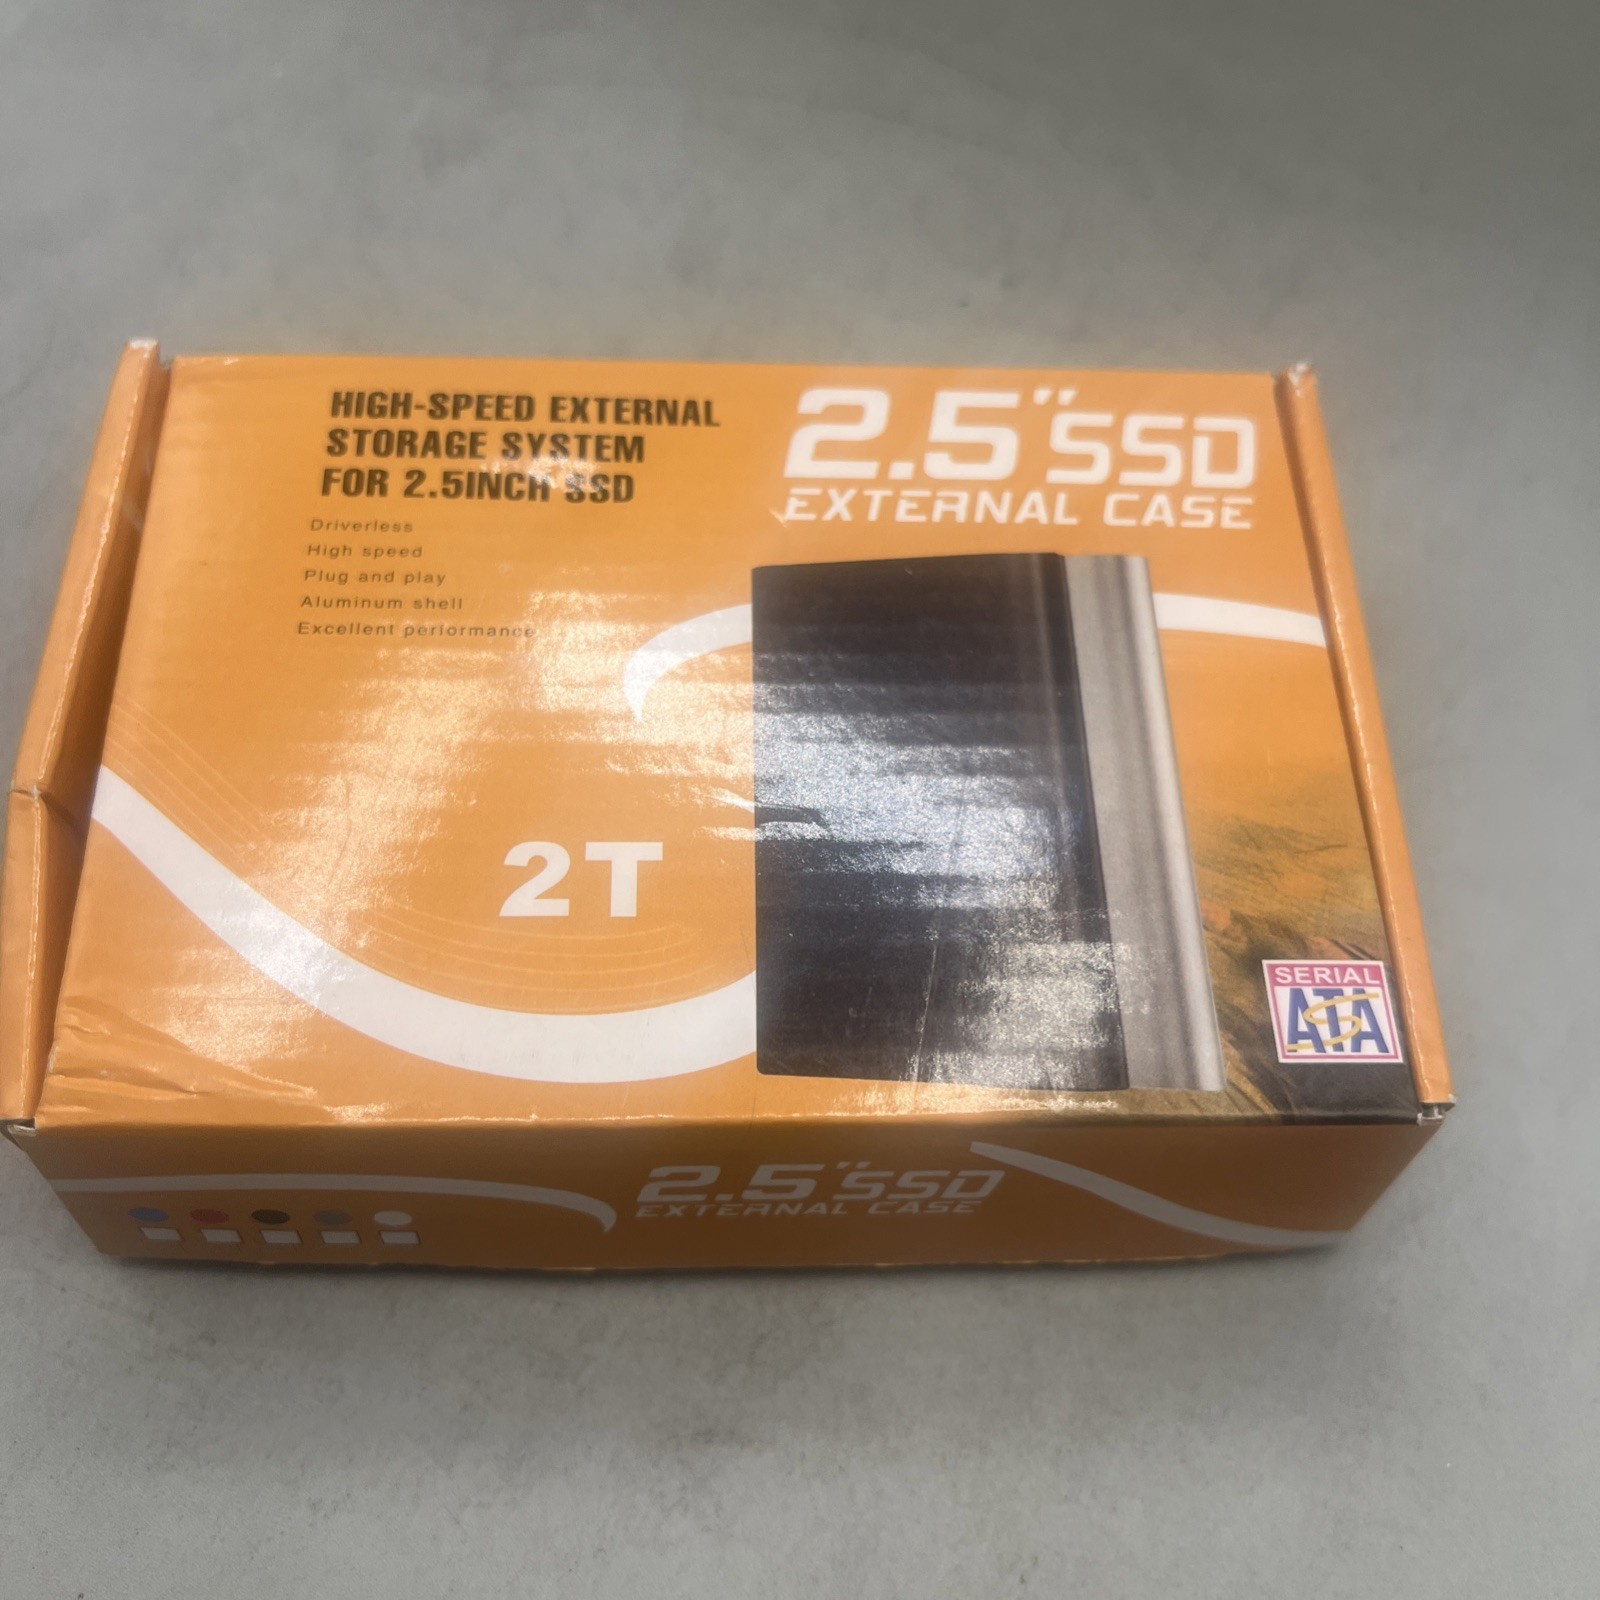 HIGH-SPEED EXTERNAL
STORAGE SYSTEM
FOR 2.5INCH SSD
Driverless
High speed
Plug and play
Aluminum shell
Excellent performance
2.5" SSD
EXTERNAL CASE
2T
SERIAL
ATA
2.5" SSD
EXTERNAL CASE